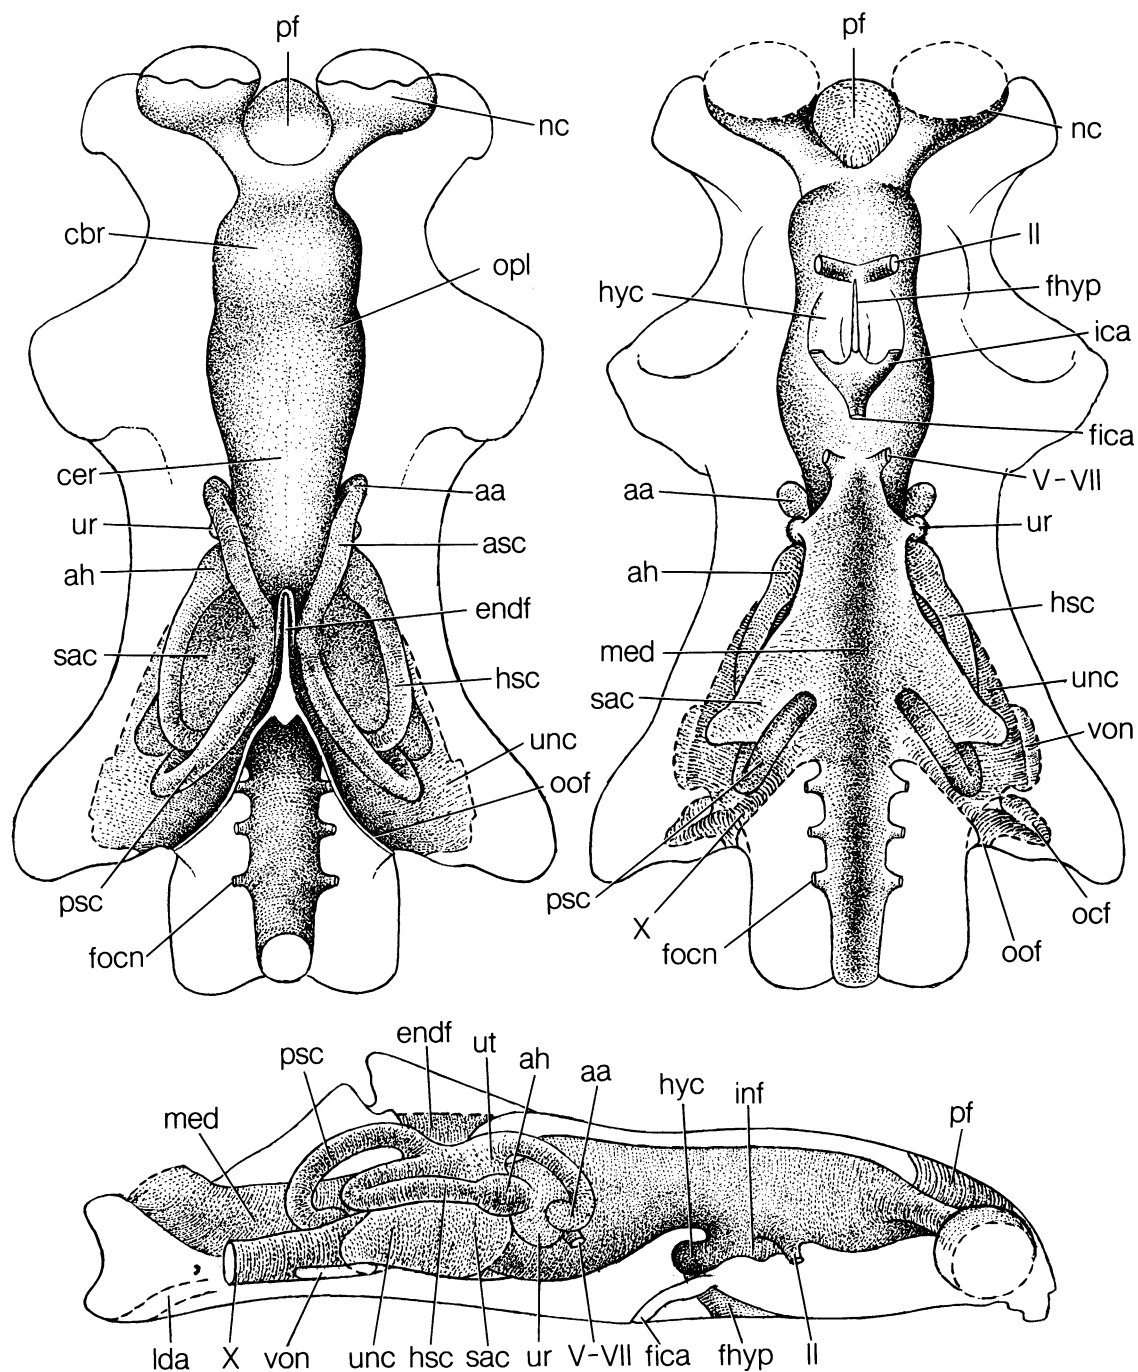 pf
nc
cbr
opl
cer
aa
ur
asc
ah
endf
sac
hsc
unc
oof
psc
focn
pf
nc
II
hyc
fhyp
ica
fica
V-VII
aa
ur
ah
hsc
med
unc
sac
von
psc
X
ocf
focn
oof
endf
psc
ut
ah
aa
hyc
inf
pf
med
lda
X
von
unc
hsc
sac
ur
V-VII
fica
fhyp
II